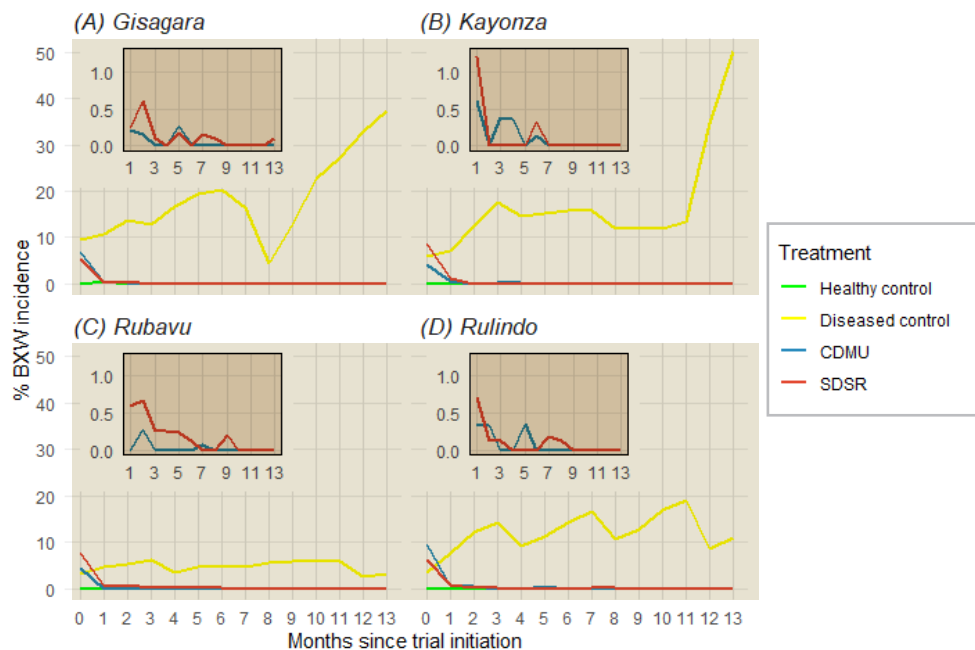 (A) Gisagara
(B) Kayonza
50
40
30
20
10
0
1.0
0.5
0.0
1 3 5 7 9 11 13
1.0
0.5
0.0
1 3 5 7 9 11 13
(C) Rubavu
(D) Rulindo
50
40
30
20
10
0
1.0
0.5
0.0
1 3 5 7 9 11 13
1.0
0.5
0.0
1 3 5 7 9 11 13
0 1 2 3 4 5 6 7 8 9 10 11 12 13
0 1 2 3 4 5 6 7 8 9 10 11 12 13
% BXW incidence
Months since trial initiation
Treatment
Healthy control
Diseased control
CDMU
SDSR